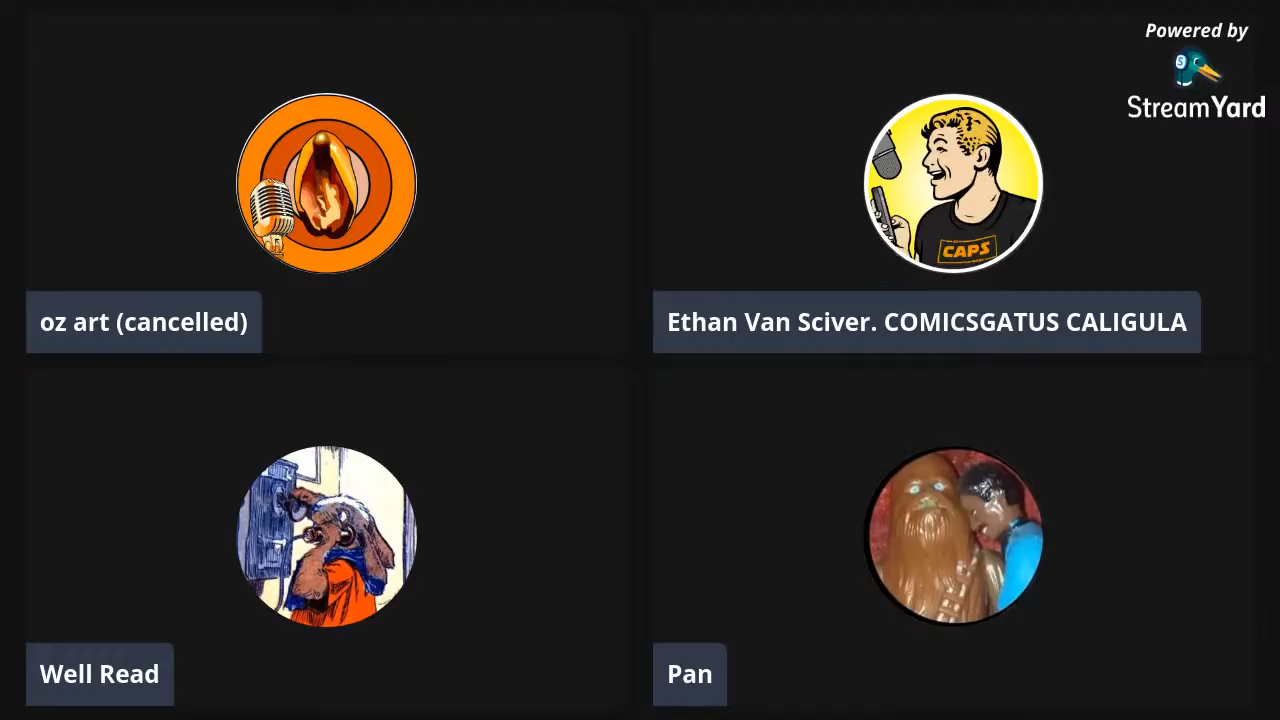 Powered by
StreamYard
CAPS
oz art (cancelled)
Ethan Van Sciver. COMICSGATUS CALIGULA
Well Read
Pan